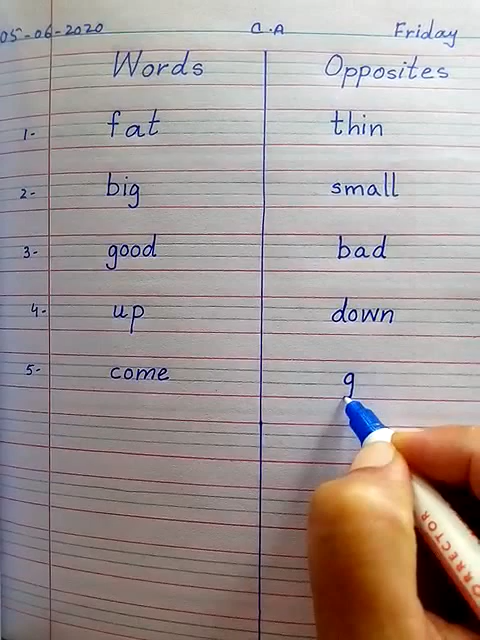 05-06-2020 C.A Friday
Words Opposites
1- fat thin
2- big small
3- good bad
4- up down
5- come g
ORRECTOR